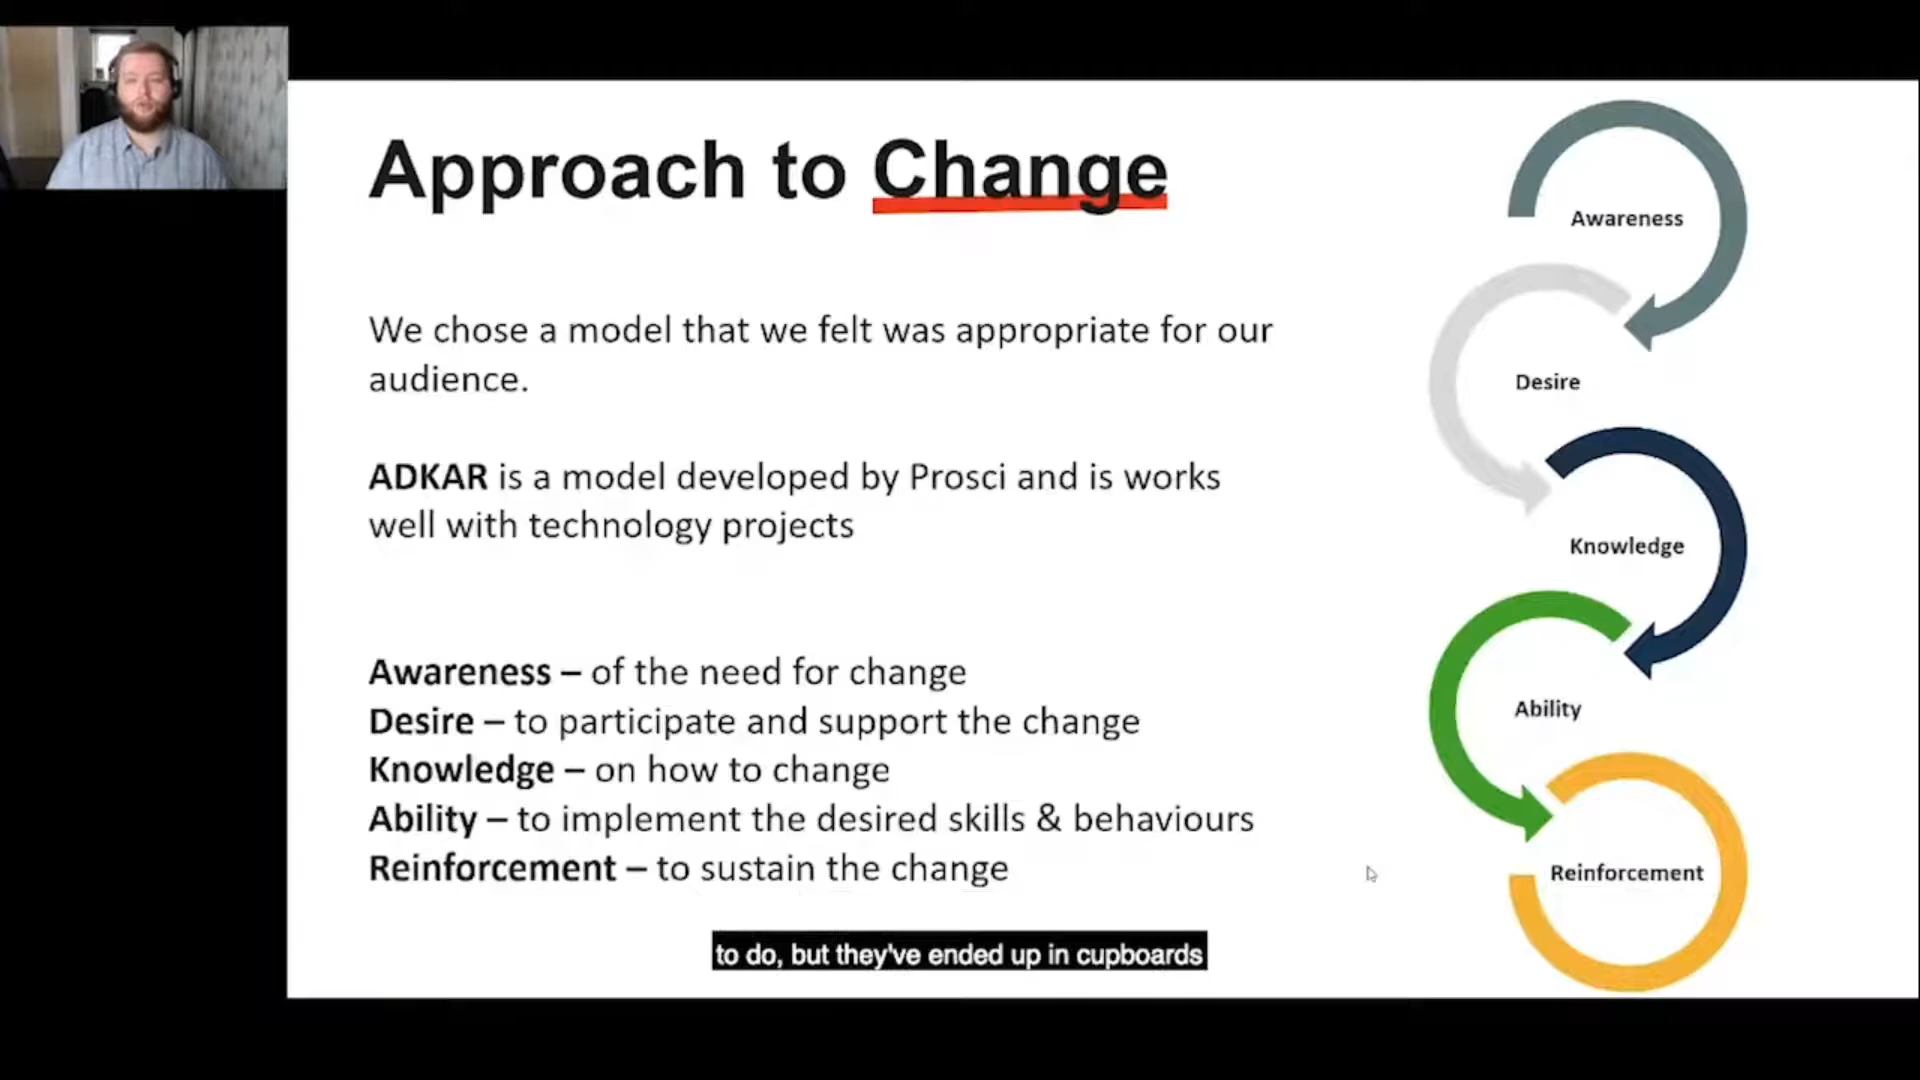 Approach to Change
We chose a model that we felt was appropriate for our
audience.
ADKAR is a model developed by Prosci and is works
well with technology projects
Awareness – of the need for change
Desire – to participate and support the change
Knowledge – on how to change
Ability – to implement the desired skills & behaviours
Reinforcement – to sustain the change
Awareness
Desire
Knowledge
Ability
Reinforcement
to do, but they've ended up in cupboards